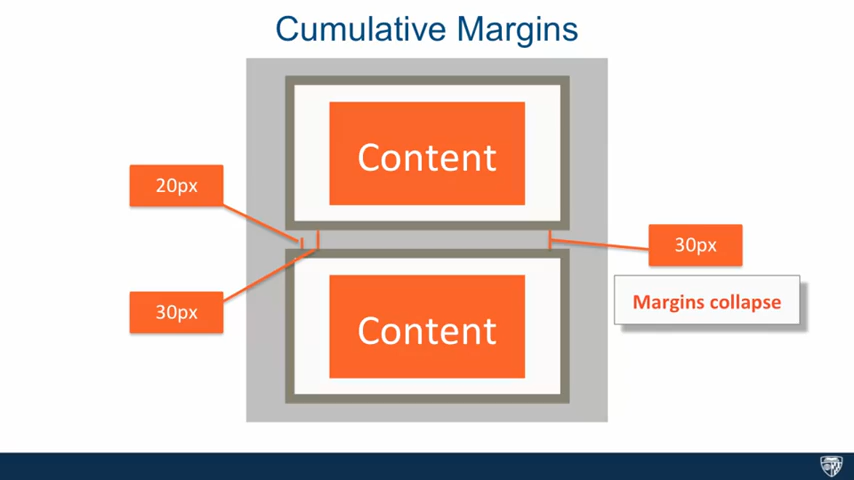 Cumulative Margins
Content
20px
30px
30px
Margins collapse
Content